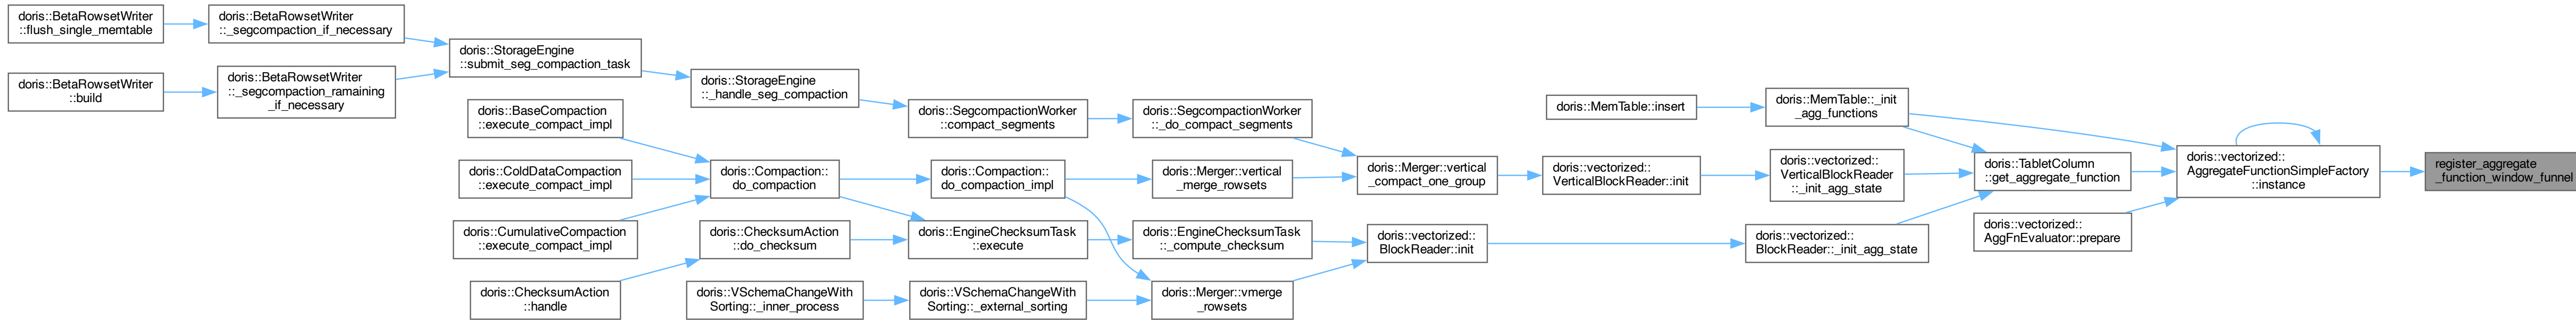 doris::BetaRowsetWriter
::flush_single_memtable
doris::BetaRowsetWriter
::_segcompaction_if_necessary
doris::BetaRowsetWriter
::build
doris::BetaRowsetWriter
::_segcompaction_ramaining
_if_necessary
doris::StorageEngine
::submit_seg_compaction_task
doris::StorageEngine
::_handle_seg_compaction
doris::BaseCompaction
::execute_compact_impl
doris::ColdDataCompaction
::execute_compact_impl
doris::CumulativeCompaction
::execute_compact_impl
doris::ChecksumAction
::handle
doris::Compaction::
do_compaction
doris::ChecksumAction
::do_checksum
doris::VSchemaChangeWith
Sorting::_inner_process
doris::SegcompactionWorker
::compact_segments
doris::Compaction::
do_compaction_impl
doris::EngineChecksumTask
::execute
doris::VSchemaChangeWith
Sorting::_external_sorting
doris::SegcompactionWorker
::_do_compact_segments
doris::Merger::vertical
_merge_rowsets
doris::EngineChecksumTask
::_compute_checksum
doris::Merger::vmerge
_rowsets
doris::Merger::vertical
_compact_one_group
doris::vectorized::
BlockReader::init
doris::MemTable::insert
doris::vectorized::
VerticalBlockReader::init
doris::MemTable::_init
_agg_functions
doris::vectorized::
VerticalBlockReader
::_init_agg_state
doris::vectorized::
BlockReader::_init_agg_state
doris::TabletColumn
::get_aggregate_function
doris::vectorized::
AggFnEvaluator::prepare
doris::vectorized::
AggregateFunctionSimpleFactory
::instance
register_aggregate
_function_window_funnel